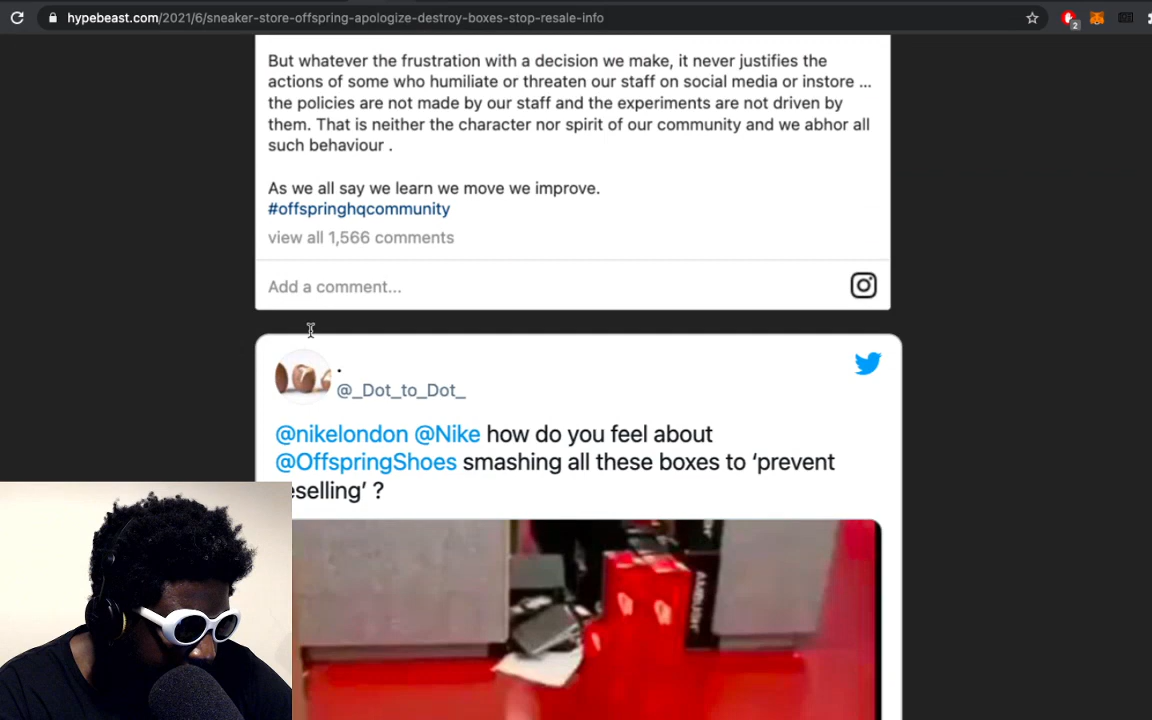 hypebeast.com/2021/6/sneaker-store-offspring-apologize-destroy-boxes-stop-resale-info
2
But whatever the frustration with a decision we make, it never justifies the
actions of some who humiliate or threaten our staff on social media or instore ...
the policies are not made by our staff and the experiments are not driven by
them. That is neither the character nor spirit of our community and we abhor all
such behaviour .
As we all say we learn we move we improve.
#offspringhqcommunity
view all 1,566 comments
Add a comment...
.
@_Dot_to_Dot_
@nikelondon @Nike how do you feel about
@OffspringShoes smashing all these boxes to ‘prevent
eselling’ ?
AMBUSH